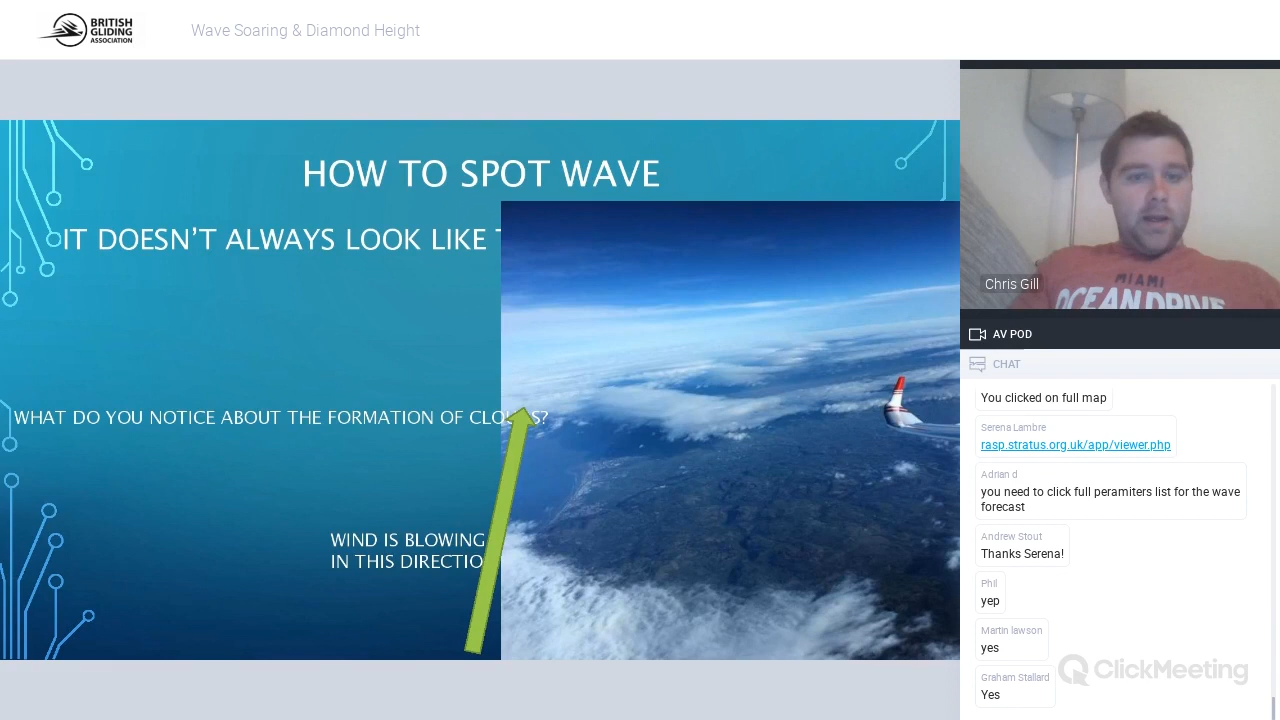 BRITISH
GLIDING
ASSOCIATION
Wave Soaring & Diamond Height
HOW TO SPOT WAVE
IT DOESN'T ALWAYS LOOK LIKE
WHAT DO YOU NOTICE ABOUT THE FORMATION OF
WIND IS BLOWING
IN THIS DIRECTIO
MIAMI
OCEAN DRIVE
Chris Gill
AV POD
CHAT
You clicked on full map
Serena Lambre
rasp.stratus.org.uk/app/viewer.php
Adrian d
you need to click full peramiters list for the wave
forecast
Andrew Stout
Thanks Serena!
Phil
yep
Martin lawson
yes
Graham Stallard
Yes
ClickMeeting